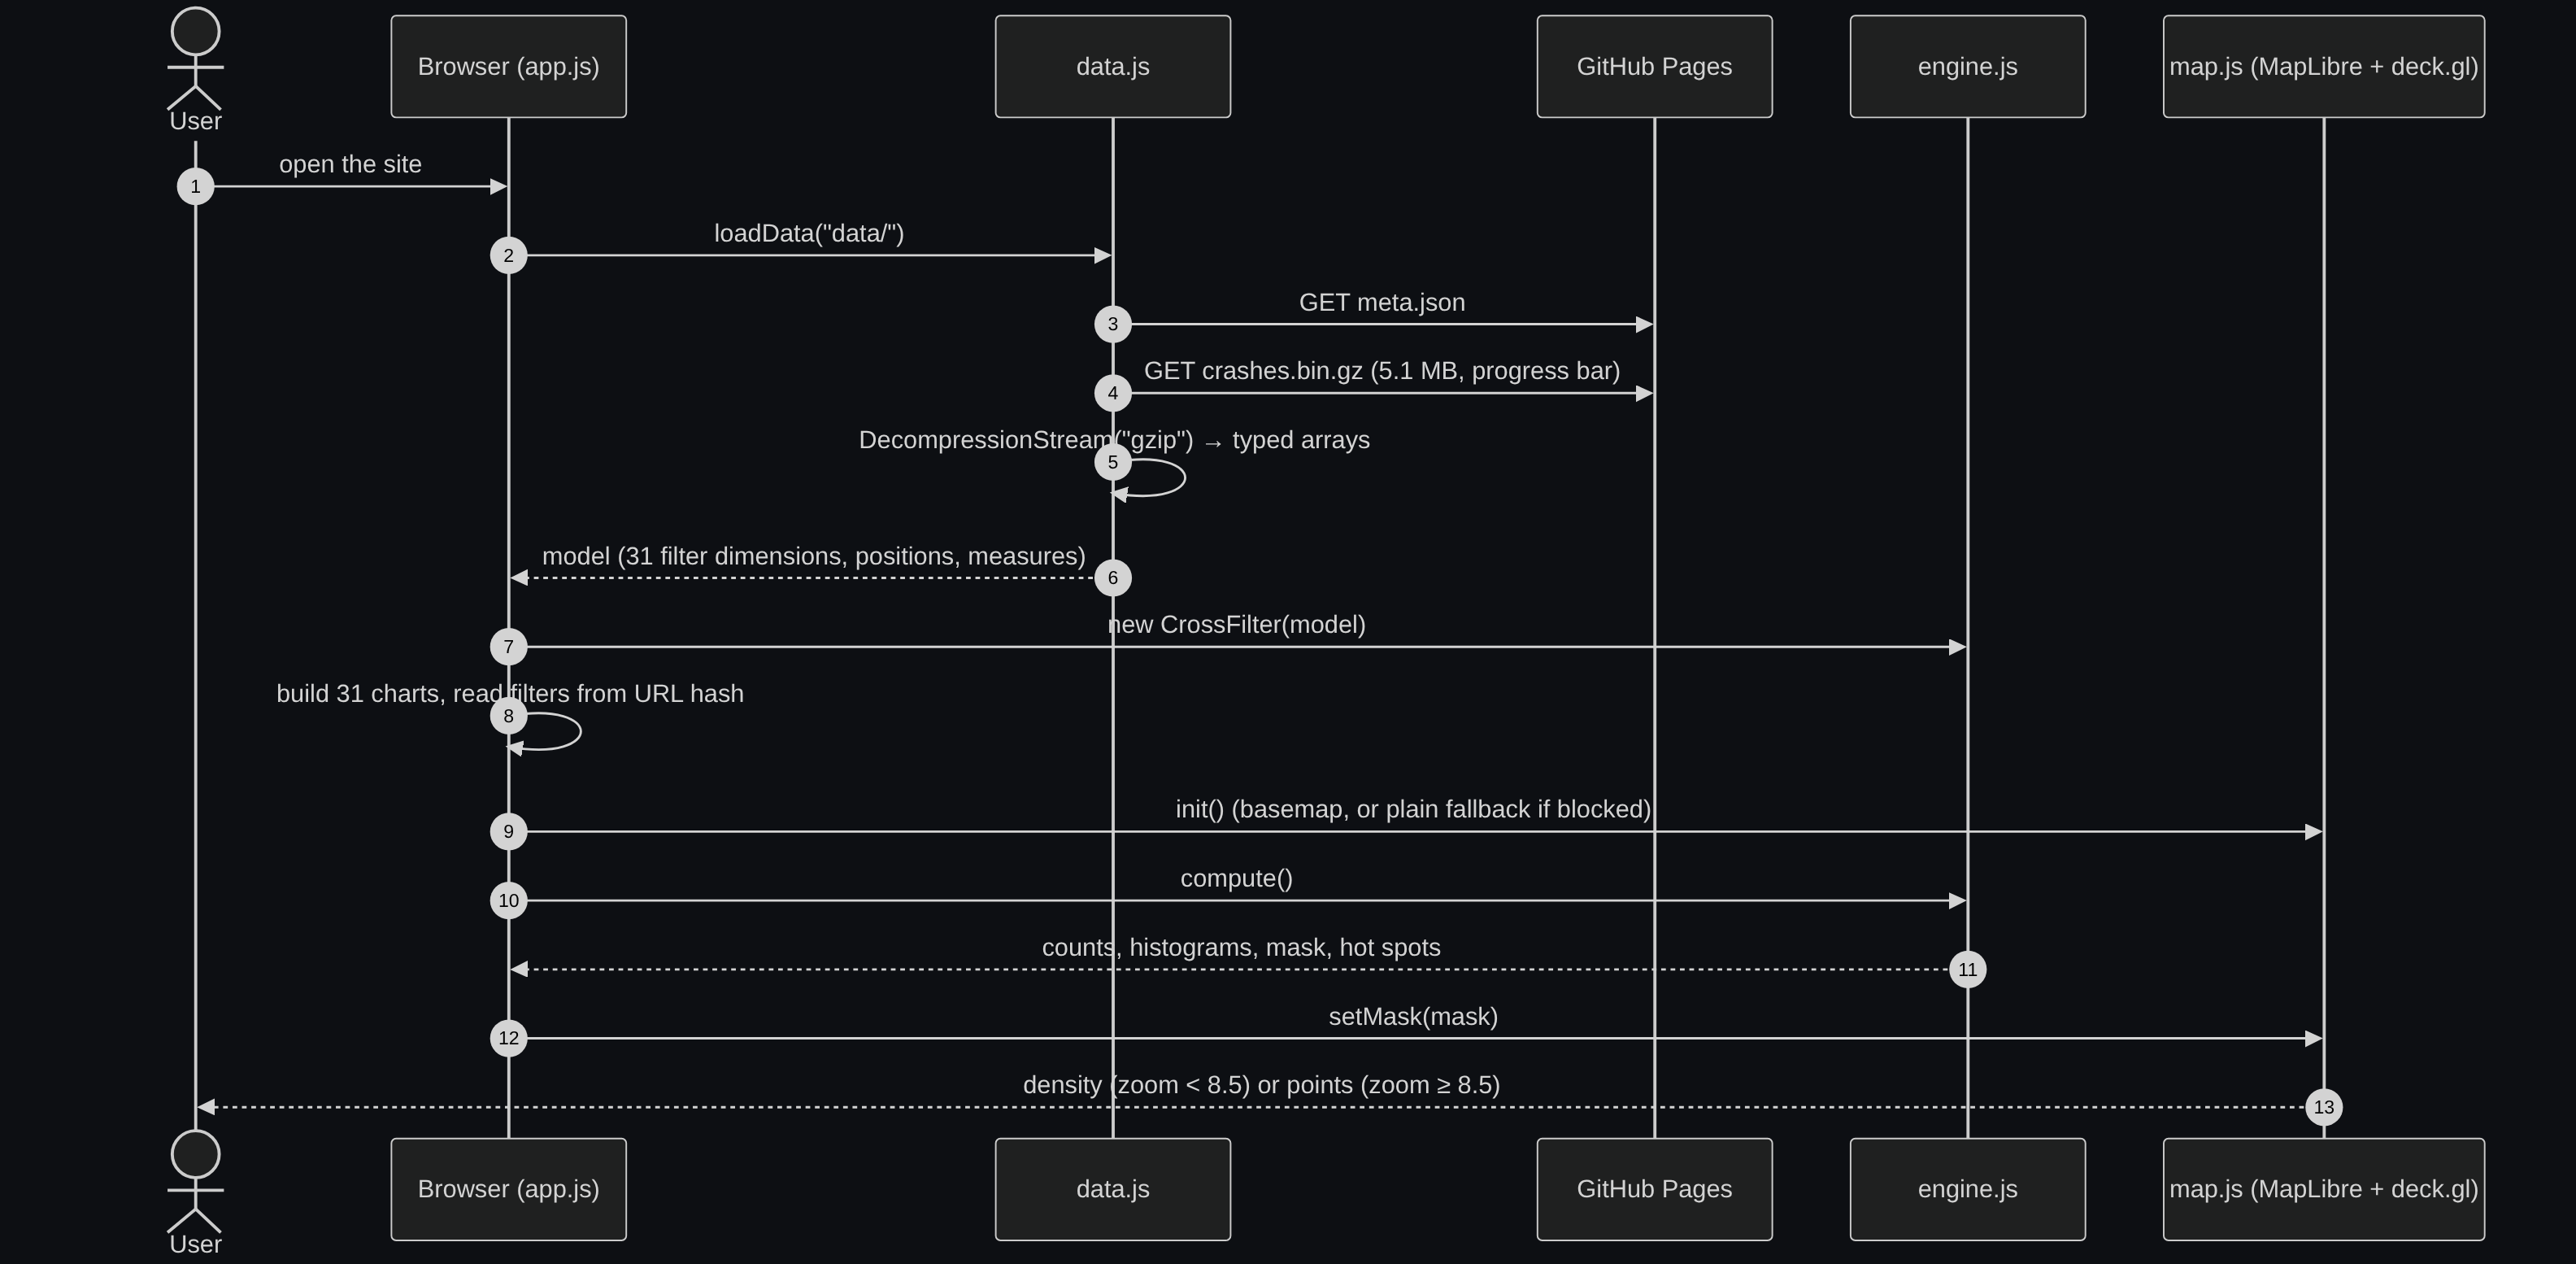 User
Browser (app.js)
data.js
GitHub Pages
engine.js
map.js (MapLibre + deck.gl)
open the site
1
loadData("data/")
2
GET meta.json
3
GET crashes.bin.gz (5.1 MB, progress bar)
4
DecompressionStream("gzip") → typed arrays
5
model (31 filter dimensions, positions, measures)
6
new CrossFilter(model)
7
build 31 charts, read filters from URL hash
8
init() (basemap, or plain fallback if blocked)
9
compute()
10
counts, histograms, mask, hot spots
11
setMask(mask)
12
density (zoom < 8.5) or points (zoom ≥ 8.5)
13
User
Browser (app.js)
data.js
GitHub Pages
engine.js
map.js (MapLibre + deck.gl)